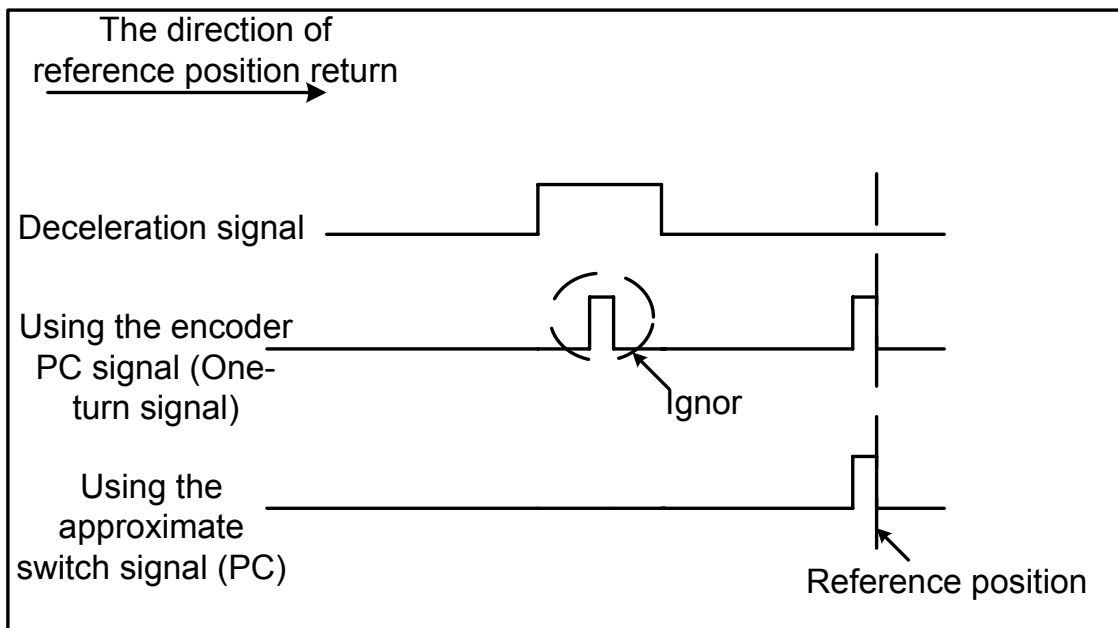 The direction of
reference position return
Deceleration signal
Using the encoder
PC signal (One-
turn signal)
Ignor
Using the
approximate
switch signal (PC)
Reference position